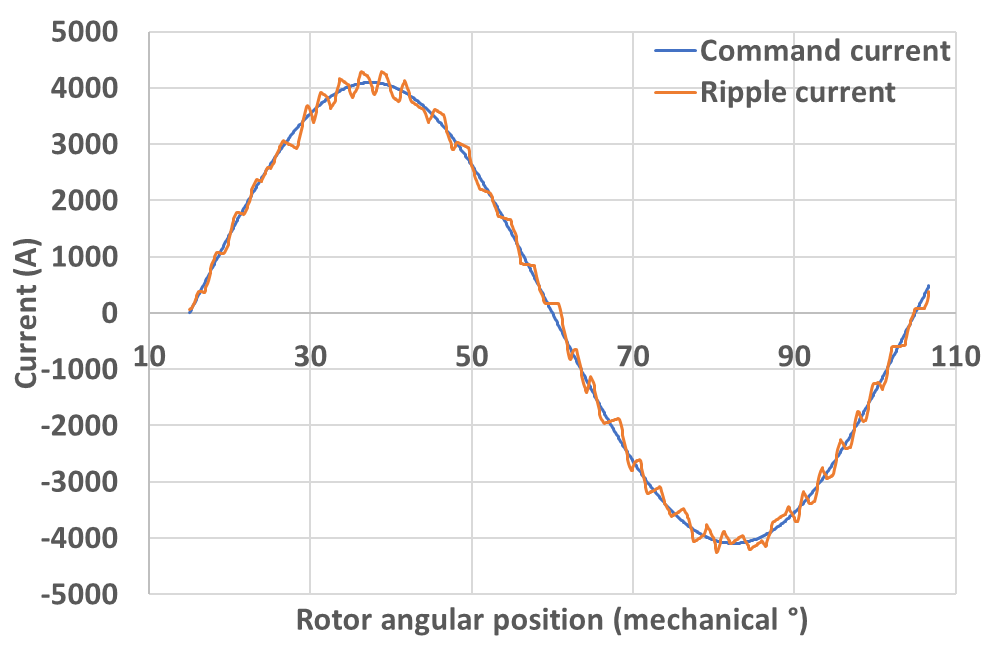 5000
4000
3000
2000
1000
0
-1000
-2000
-3000
-4000
-5000
Current (A)
Command current
Ripple current
10 30 50 70 90 110
Rotor angular position (mechanical °)